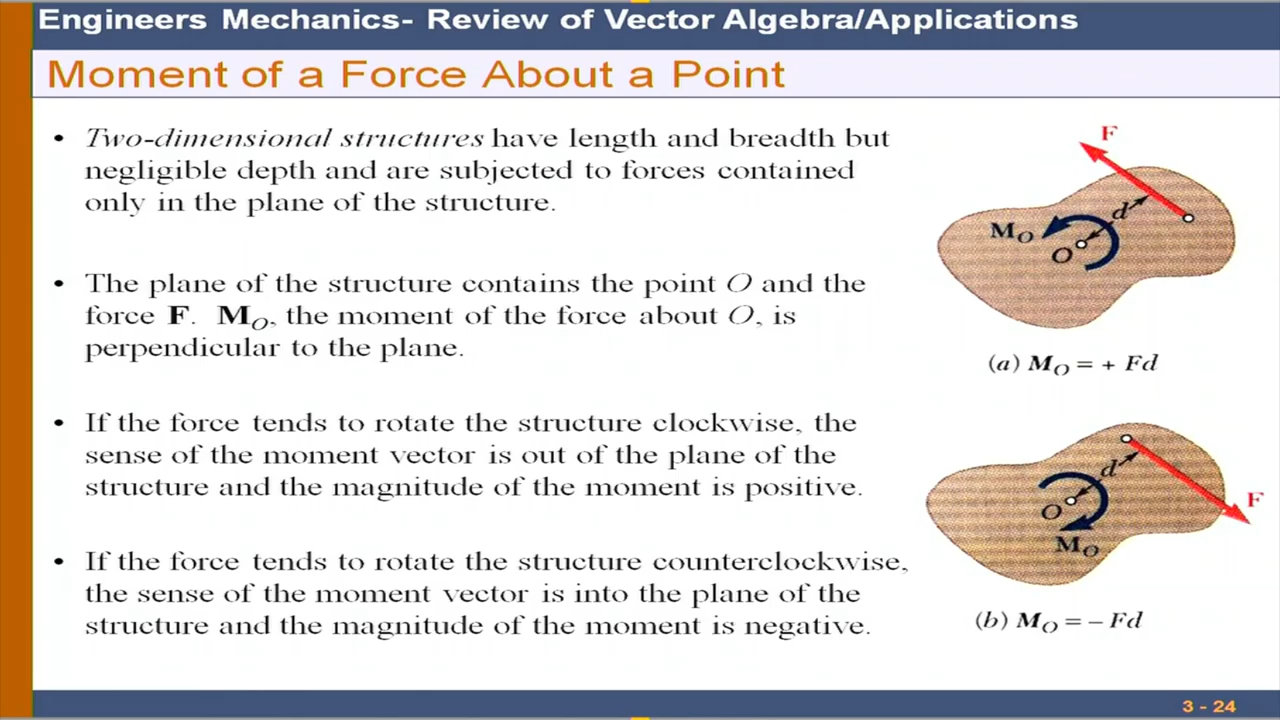 Engineers Mechanics- Review of Vector Algebra/Applications
Moment of a Force About a Point
• Two-dimensional structures have length and breadth but
negligible depth and are subjected to forces contained
only in the plane of the structure.
• The plane of the structure contains the point O and the
force F. MO, the moment of the force about O, is
perpendicular to the plane.
• If the force tends to rotate the structure clockwise, the
sense of the moment vector is out of the plane of the
structure and the magnitude of the moment is positive.
• If the force tends to rotate the structure counterclockwise,
the sense of the moment vector is into the plane of the
structure and the magnitude of the moment is negative.
F
d
MO
O
(a) MO = + Fd
d
F
O
MO
(b) MO = – Fd
3 - 24